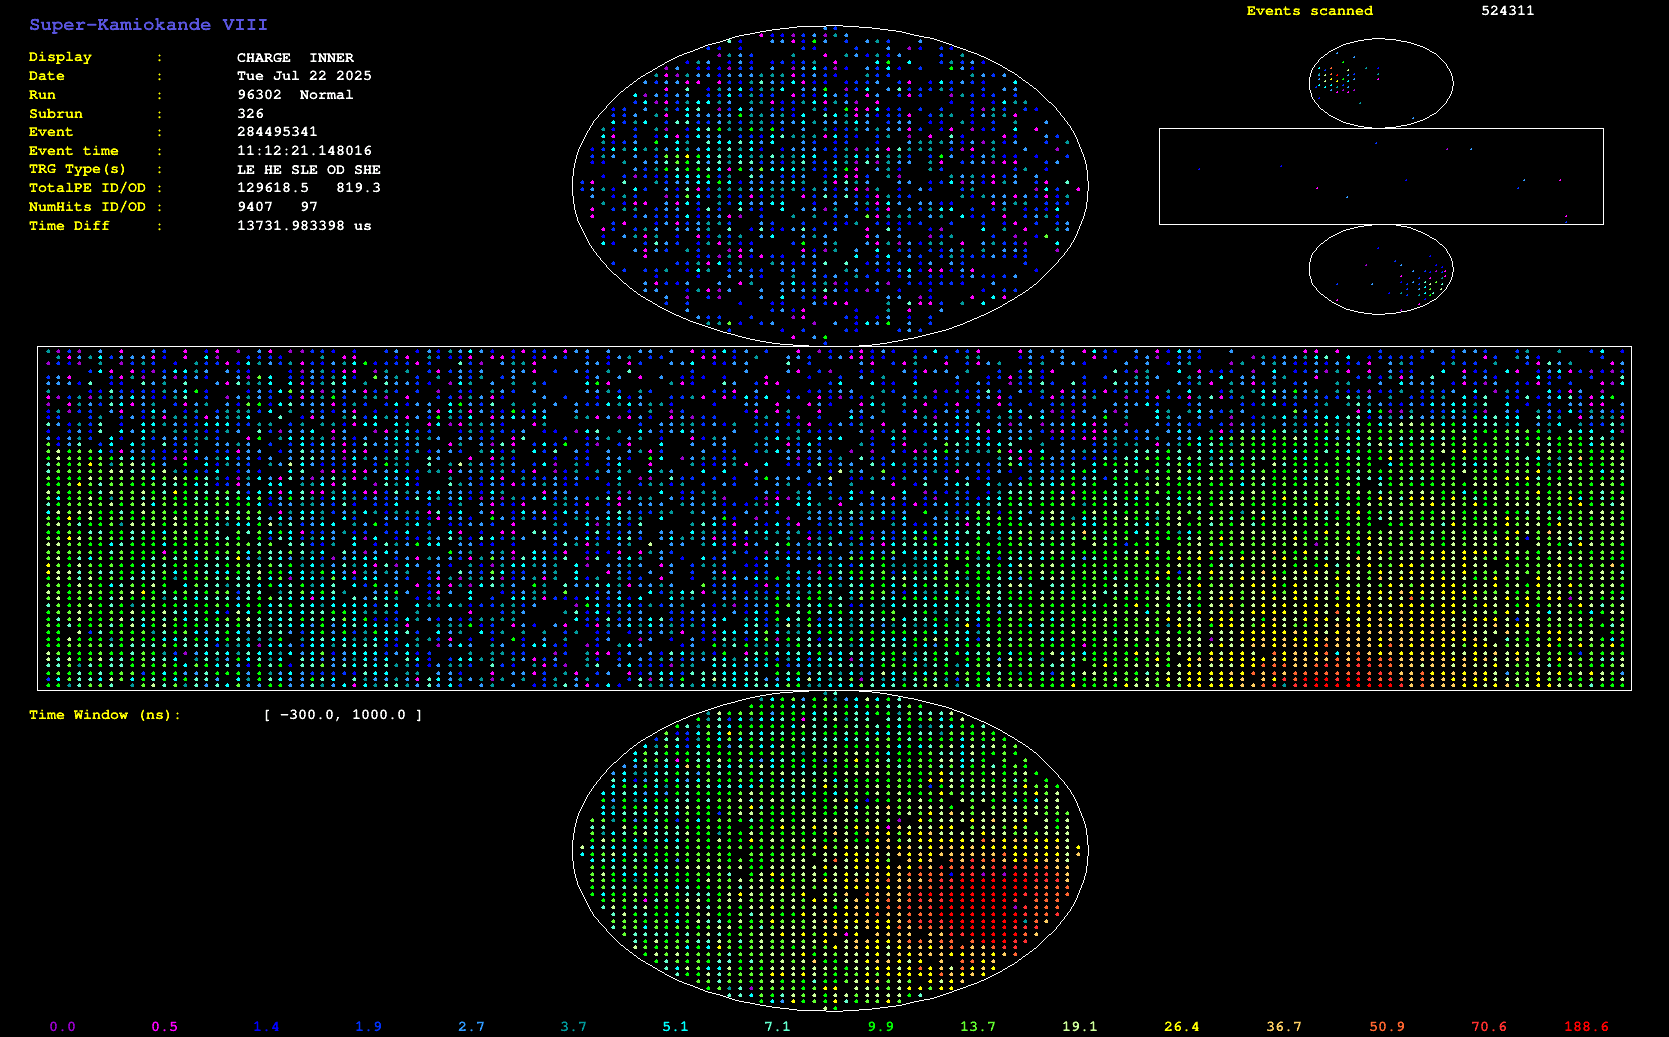 Super-Kamiokande VIII
Events scanned 524311
Display : CHARGE INNER
Date : Tue Jul 22 2025
Run : 96302 Normal
Subrun : 326
Event : 284495341
Event time : 11:12:21.148016
TRG Type(s) : LE HE SLE OD SHE
TotalPE ID/OD : 129618.5 819.3
NumHits ID/OD : 9407 97
Time Diff : 13731.983398 us
Time Window (ns): [ -300.0, 1000.0 ]
0.0 0.5 1.4 1.9 2.7 3.7 5.1 7.1 9.9 13.7 19.1 26.4 36.7 50.9 70.6 188.6